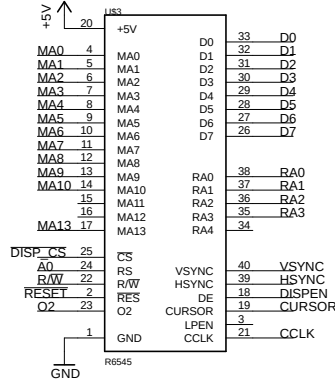 U$3
+5V
20 +5V
MA0 4 MA0
MA1 5 MA1
MA2 6 MA2
MA3 7 MA3
MA4 8 MA4
MA5 9 MA5
MA6 10 MA6
MA7 11 MA7
MA8 12 MA8
MA9 13 MA9
MA10 14 MA10
15 MA11
16 MA12
MA13 17 MA13
DISP_CS 25 CS
A0 24 RS
R/W 22 R/W
RESET 2 RES
O2 23 O2
1 GND
GND
D0 33 D0
D1 32 D1
D2 31 D2
D3 30 D3
D4 29 D4
D5 28 D5
D6 27 D6
D7 26 D7
RA0 38 RA0
RA1 37 RA1
RA2 36 RA2
RA3 35 RA3
RA4 34
VSYNC 40 VSYNC
HSYNC 39 HSYNC
DE 18 DISPEN
CURSOR 19 CURSOR
LPEN 3
CCLK 21 CCLK
R6545